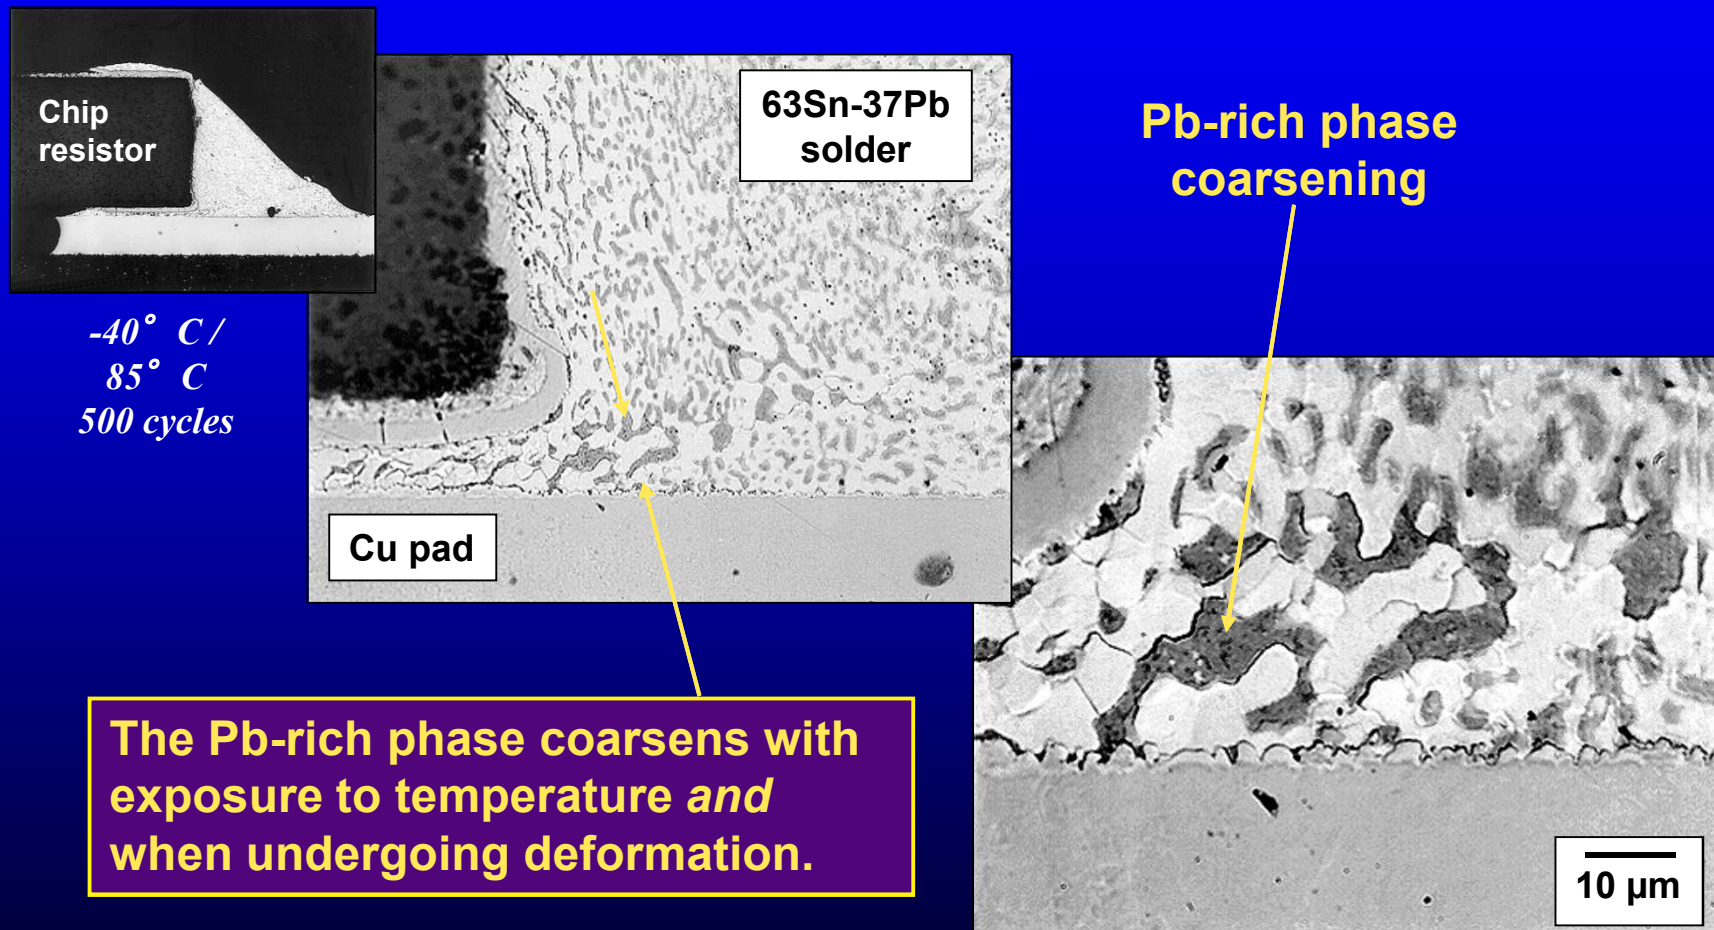 Chip
resistor
63Sn-37Pb
solder
Pb-rich phase
coarsening
-40° C /
85° C
500 cycles
Cu pad
The Pb-rich phase coarsens with
exposure to temperature and
when undergoing deformation.
10 µm